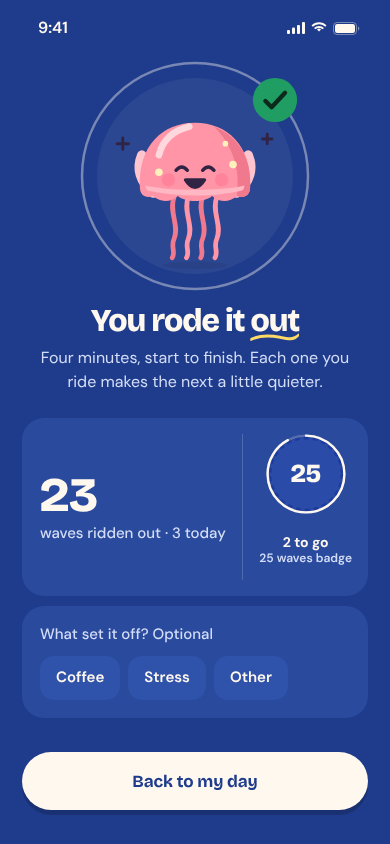 9:41
You rode it out
Four minutes, start to finish. Each one you
ride makes the next a little quieter.
23
waves ridden out · 3 today
25
2 to go
25 waves badge
What set it off? Optional
Coffee
Stress
Other
Back to my day